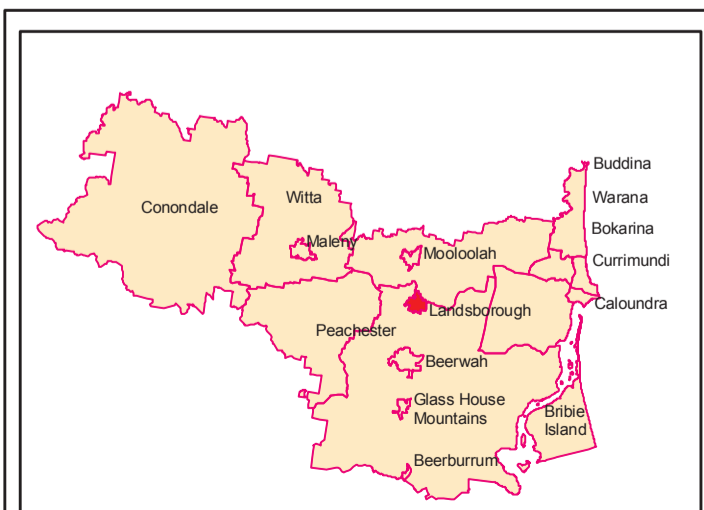 Buddina
Witta
Warana
Conondale
Bokarina
Maleny
Mooloolah
Currimundi
Caloundra
Landsborough
Peachester
Beerwah
Glass House
Mountains
Bribie
Island
Beerburrum